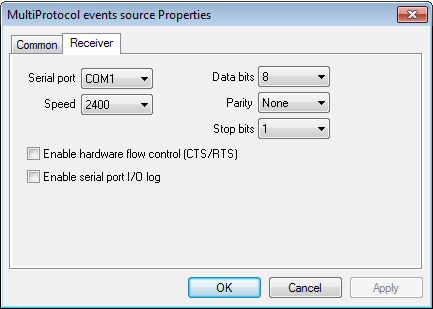 MultiProtocol events source Properties
Common Receiver
Serial port COM1 Data bits 8
Speed 2400 Parity None
Stop bits 1
Enable hardware flow control (CTS/RTS)
Enable serial port I/O log
OK Cancel Apply